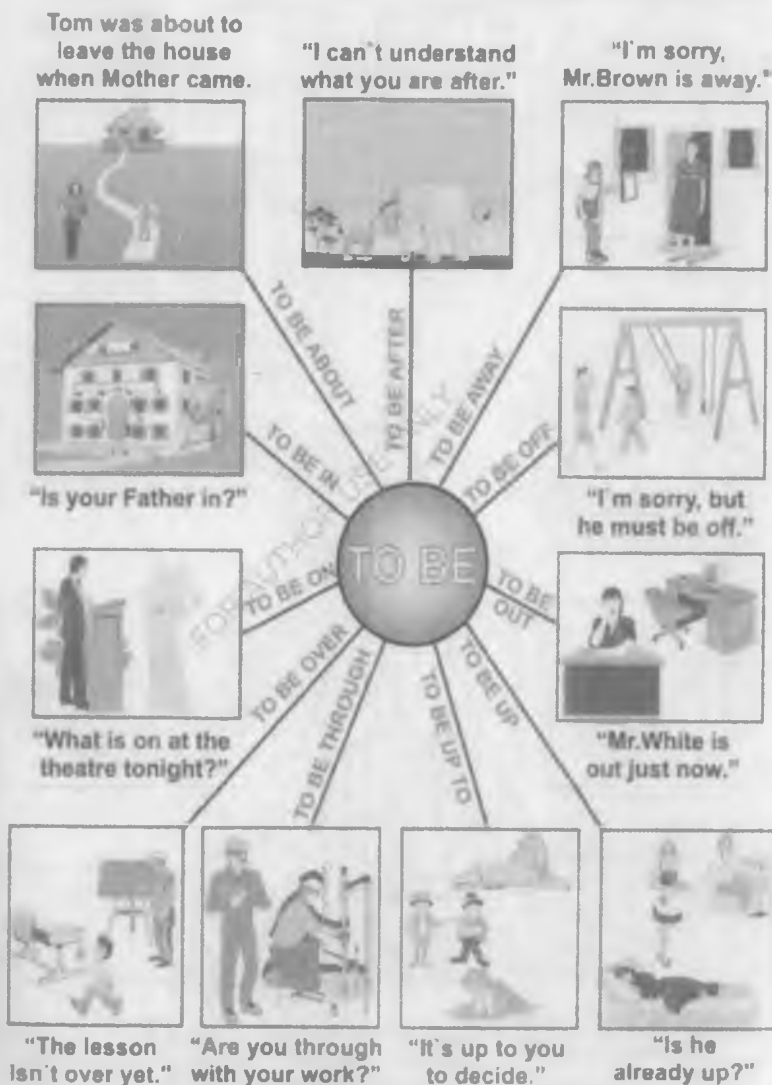 Tom was about to
leave the house
when Mother came.
"I can`t understand
what you are after."
"I`m sorry,
Mr.Brown is away."
TO BE ABOUT
TO BE AFTER
TO BE AWAY
TO BE IN
TO BE OFF
"Is your Father in?"
"I`m sorry, but
he must be off."
TO BE
TO BE ON
TO BE
OUT
TO BE OVER
TO BE THROUGH
TO BE UP TO
TO BE UP
"What is on at the
theatre tonight?"
"Mr.White is
out just now."
"The lesson
isn`t over yet."
"Are you through
with your work?"
"It`s up to you
to decide."
"Is he
already up?"